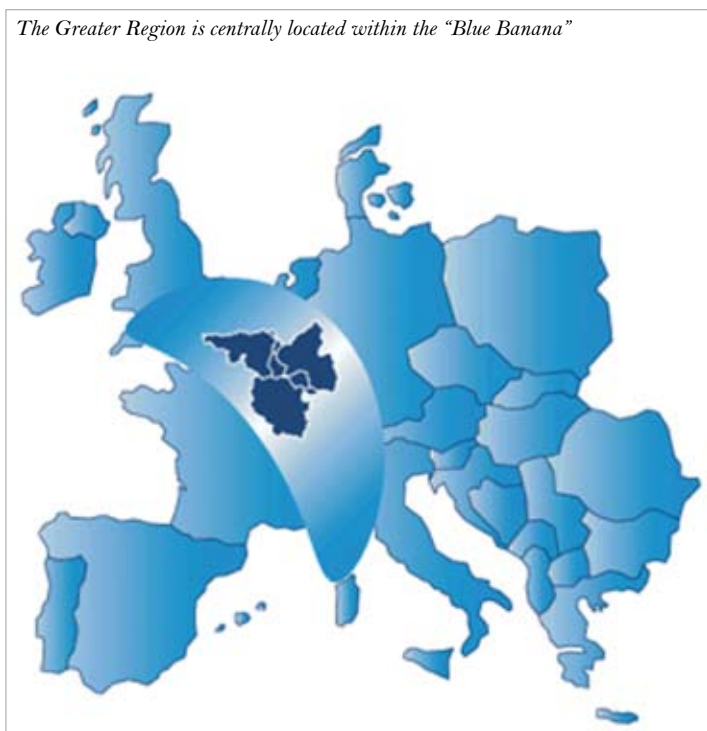 The Greater Region is centrally located within the “Blue Banana”